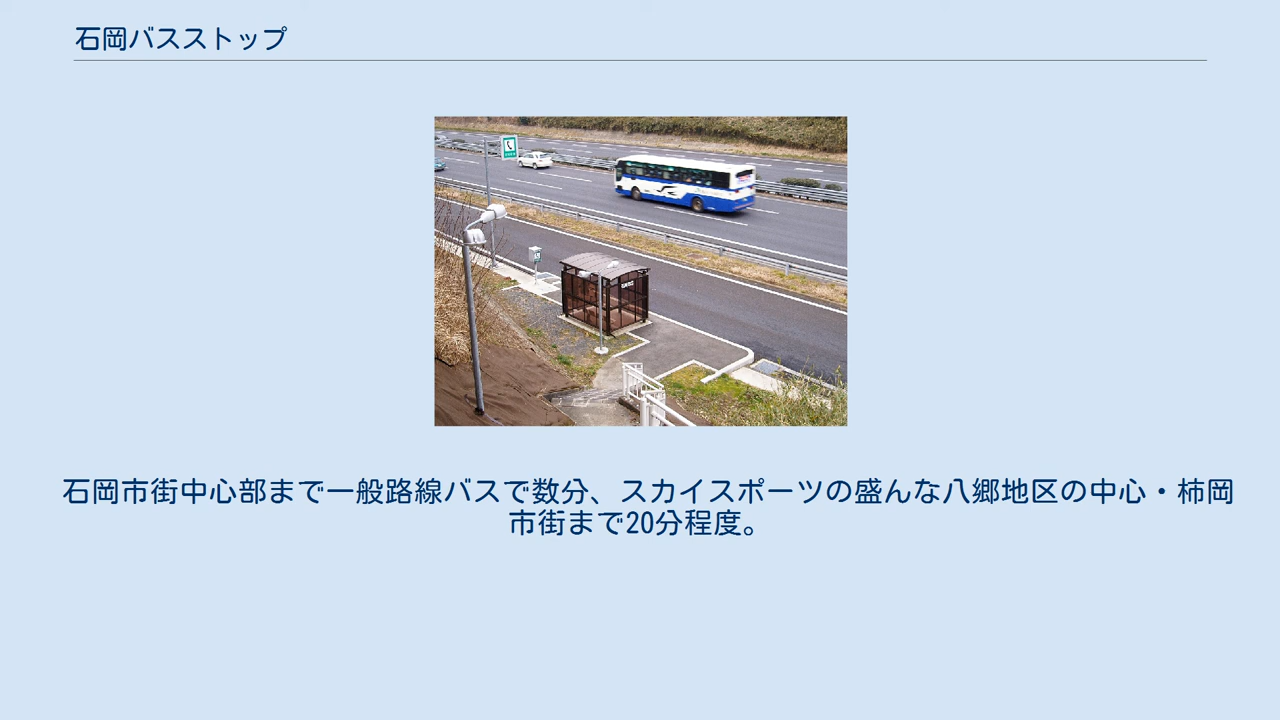 石岡バスストップ
石岡市街中心部まで一般路線バスで数分、スカイスポーツの盛んな八郷地区の中心・柿岡
市街まで20分程度。